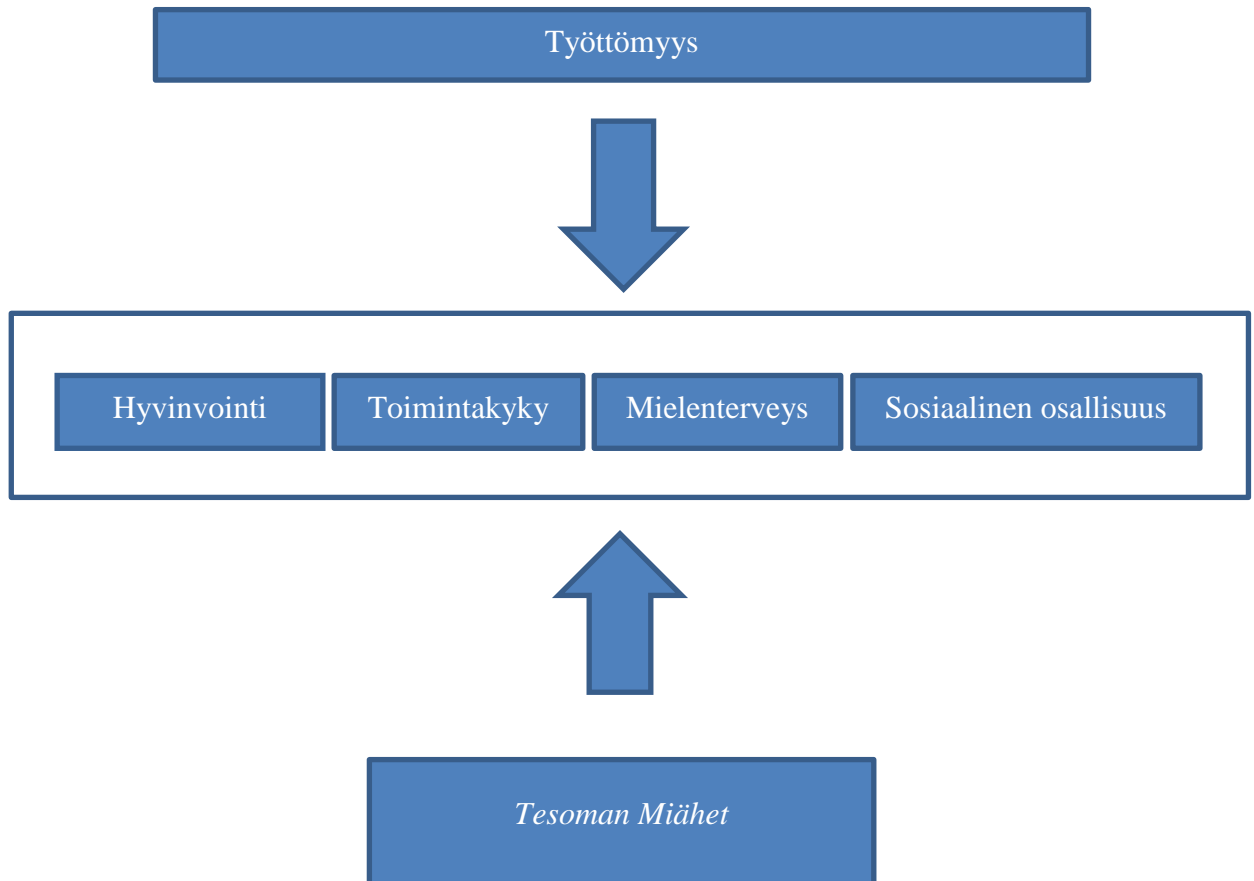 Työttömyys
Hyvinvointi
Toimintakyky
Mielenterveys
Sosiaalinen osallisuus
Tesoman Miähet